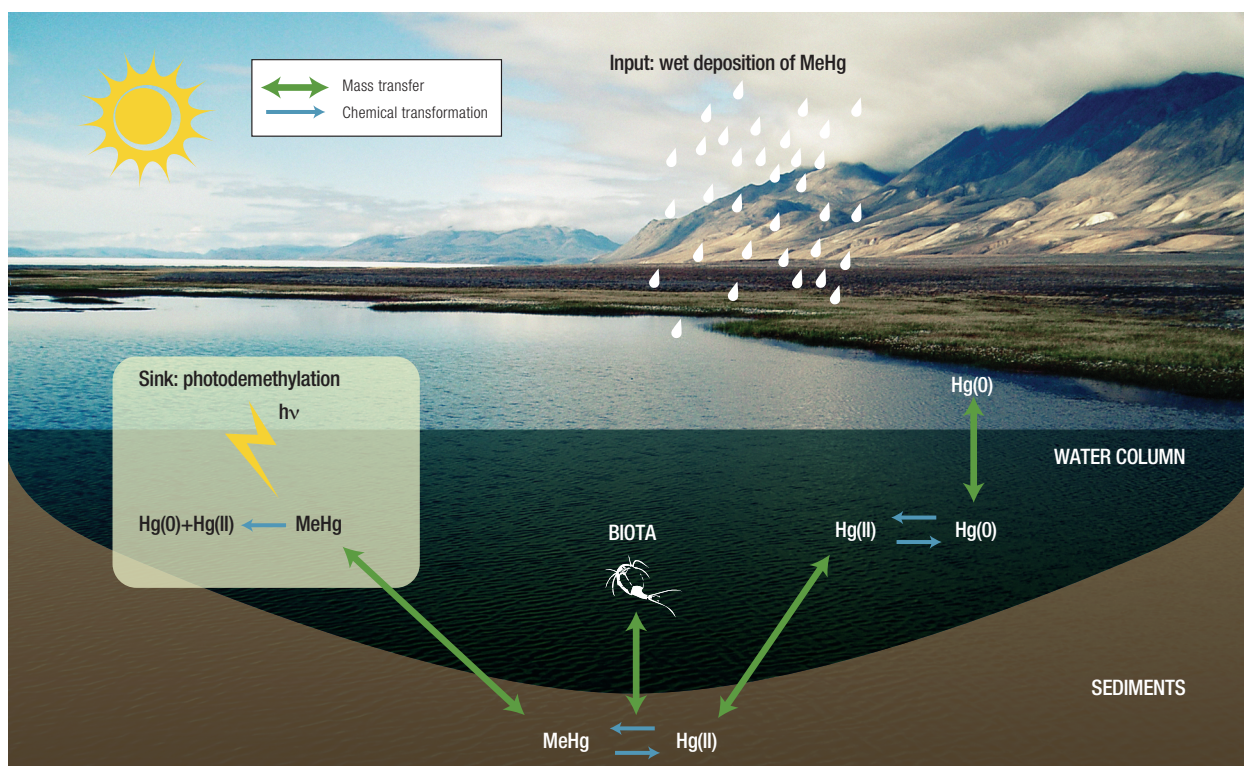 Mass transfer
Chemical transformation
Input: wet deposition of MeHg
Sink: photodemethylation
hν
Hg(0)+Hg(II)
MeHg
BIOTA
Hg(0)
WATER COLUMN
Hg(II)
Hg(0)
SEDIMENTS
MeHg
Hg(II)